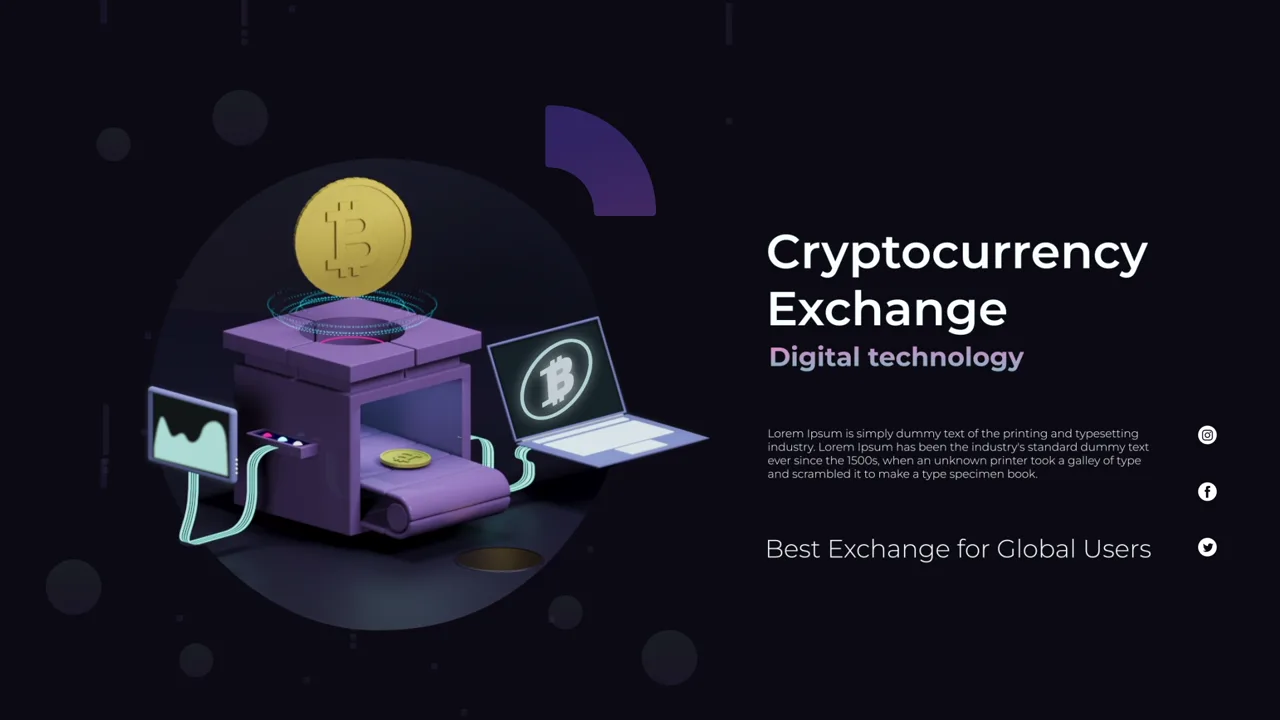 Cryptocurrency
Exchange
Digital technology
Lorem Ipsum is simply dummy text of the printing and typesetting
industry. Lorem Ipsum has been the industry's standard dummy text
ever since the 1500s, when an unknown printer took a galley of type
and scrambled it to make a type specimen book.
Best Exchange for Global Users